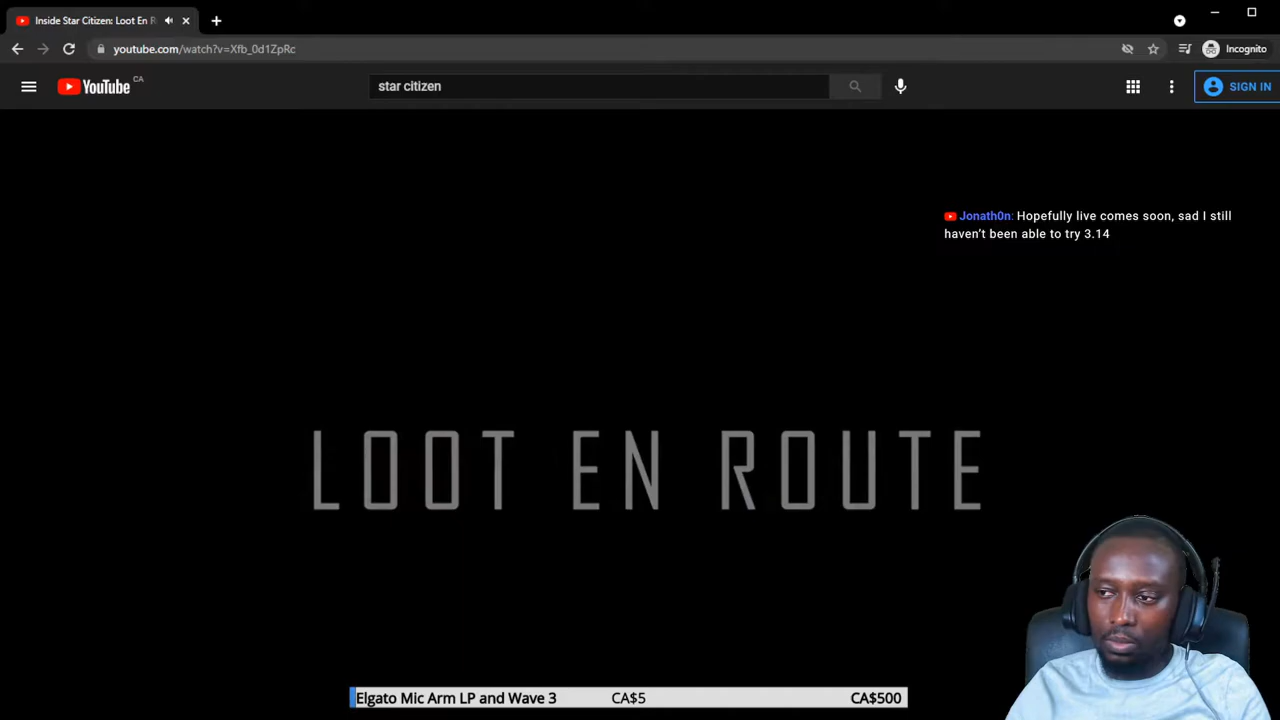 Inside Star Citizen: Loot En R
youtube.com/watch?v=Xfb_0d1ZpRc
Incognito
YouTube CA
star citizen
SIGN IN
Jonath0n: Hopefully live comes soon, sad I still
haven't been able to try 3.14
LOOT EN ROUTE
Elgato Mic Arm LP and Wave 3 CA$5 CA$500